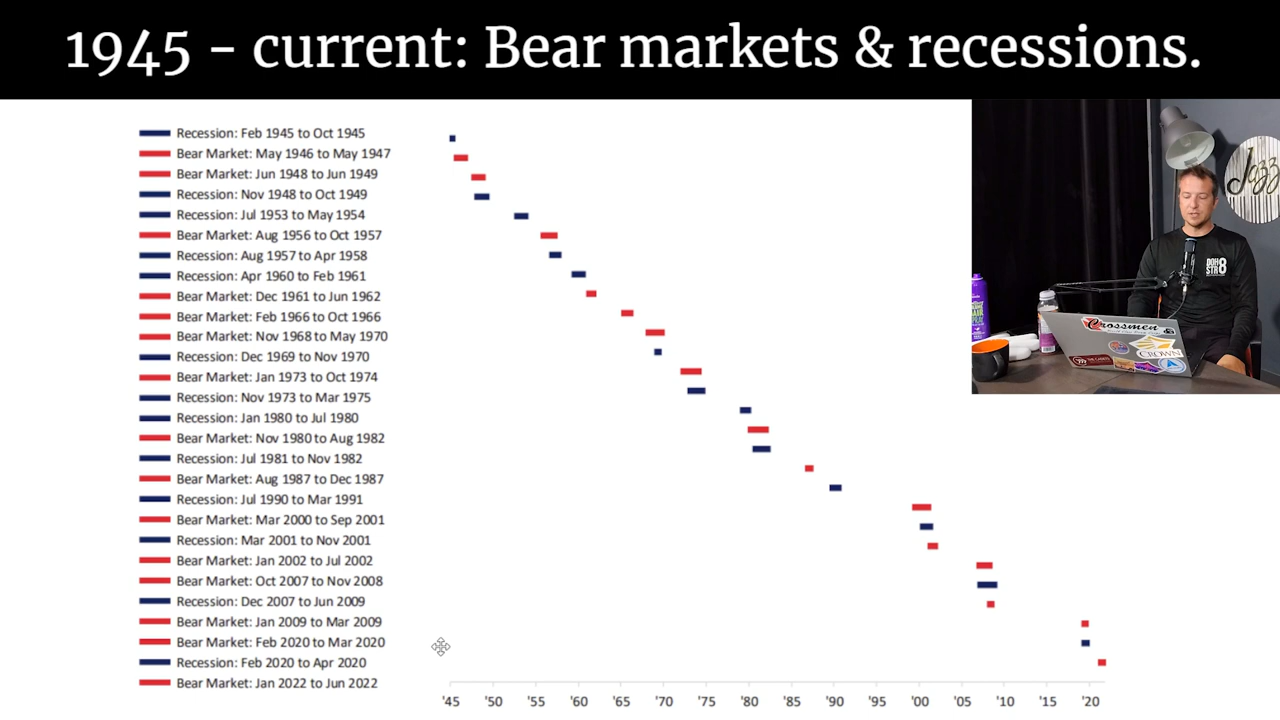 1945 - current: Bear markets & recessions.
Recession: Feb 1945 to Oct 1945
Bear Market: May 1946 to May 1947
Bear Market: Jun 1948 to Jun 1949
Recession: Nov 1948 to Oct 1949
Recession: Jul 1953 to May 1954
Bear Market: Aug 1956 to Oct 1957
Recession: Aug 1957 to Apr 1958
Recession: Apr 1960 to Feb 1961
Bear Market: Dec 1961 to Jun 1962
Bear Market: Feb 1966 to Oct 1966
Bear Market: Nov 1968 to May 1970
Recession: Dec 1969 to Nov 1970
Bear Market: Jan 1973 to Oct 1974
Recession: Nov 1973 to Mar 1975
Recession: Jan 1980 to Jul 1980
Bear Market: Nov 1980 to Aug 1982
Recession: Jul 1981 to Nov 1982
Bear Market: Aug 1987 to Dec 1987
Recession: Jul 1990 to Mar 1991
Bear Market: Mar 2000 to Sep 2001
Recession: Mar 2001 to Nov 2001
Bear Market: Jan 2002 to Jul 2002
Bear Market: Oct 2007 to Nov 2008
Recession: Dec 2007 to Jun 2009
Bear Market: Jan 2009 to Mar 2009
Bear Market: Feb 2020 to Mar 2020
Recession: Feb 2020 to Apr 2020
Bear Market: Jan 2022 to Jun 2022
'45 '50 '55 '60 '65 '70 '75 '80 '85 '90 '95 '00 '05 '10 '15 '20
Jazz
DOH
STR8
Crossmen
CROWN